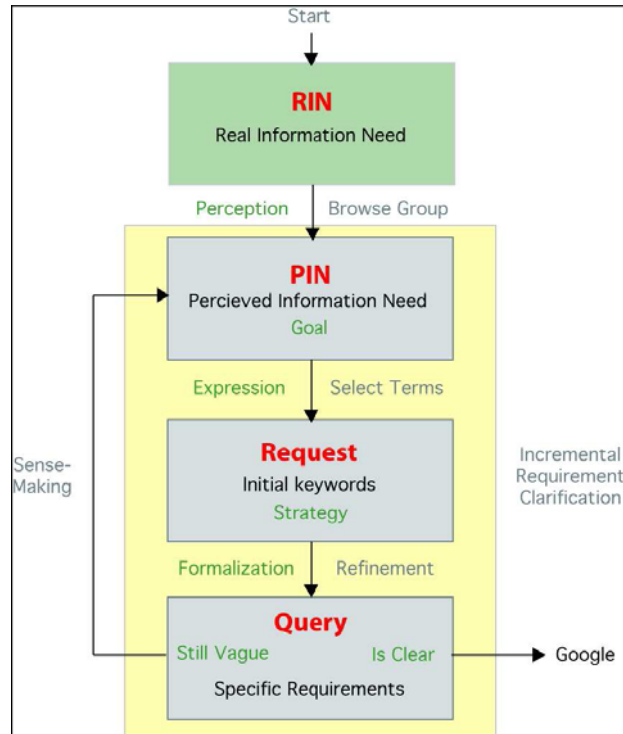 Start
RIN
Real Information Need
Perception
Browse Group
PIN
Percieved Information Need
Goal
Expression
Select Terms
Request
Initial keywords
Strategy
Sense-
Making
Incremental
Requirement
Clarification
Formalization
Refinement
Query
Still Vague
Is Clear
Google
Specific Requirements